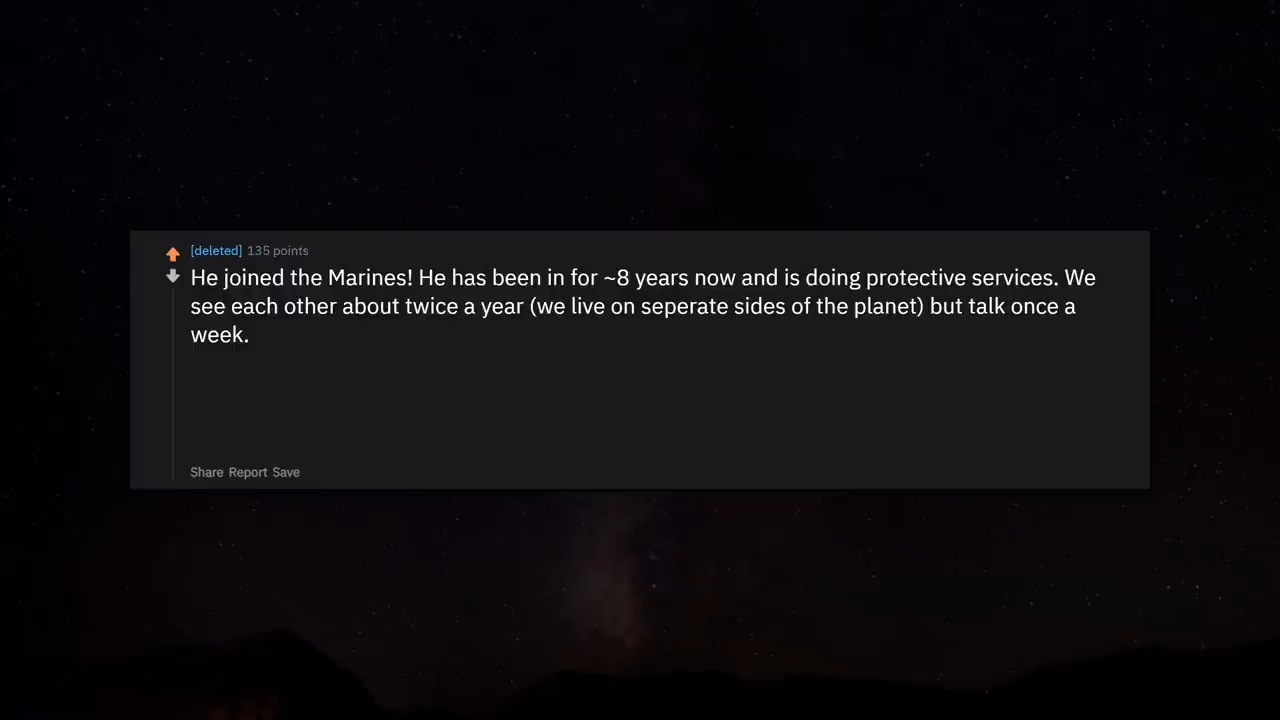 [deleted] 135 points
He joined the Marines! He has been in for ~8 years now and is doing protective services. We
see each other about twice a year (we live on seperate sides of the planet) but talk once a
week.
Share Report Save